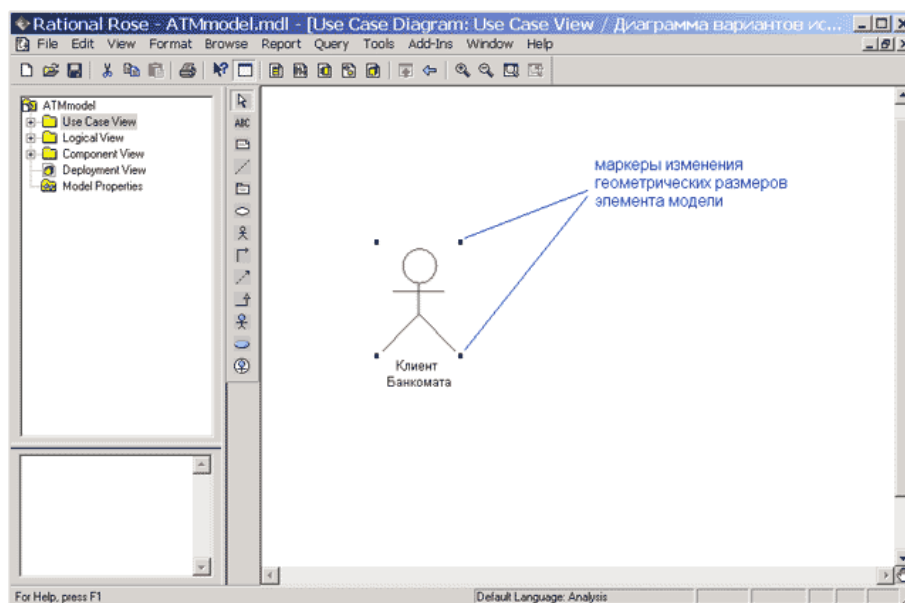 Rational Rose - ATMmodel.mdl - [Use Case Diagram: Use Case View / Диаграмма вариантов ис...
File Edit View Format Browse Report Query Tools Add-Ins Window Help
ATMmodel
Use Case View
Logical View
Component View
Deployment View
Model Properties
ABC
маркеры изменения
геометрических размеров
элемента модели
Клиент
Банкомата
For Help, press F1
Default Language: Analysis